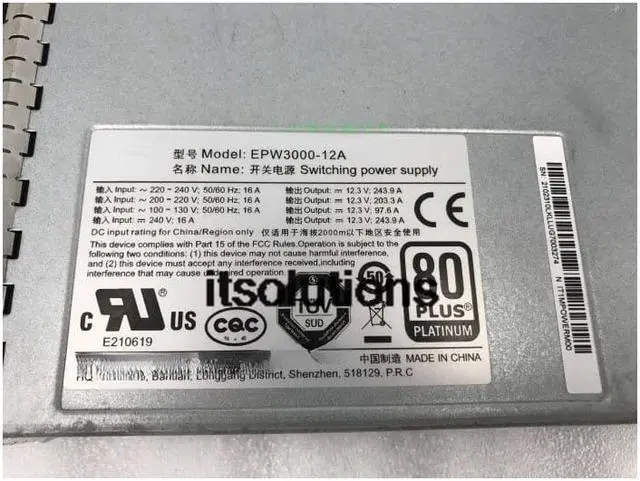 型号 Model: EPW3000-12A
名称 Name: 开关电源 Switching power supply
输入 Input: ~ 220 - 240 V; 50/60 Hz; 16 A 输出 Output: ⎓ 12.3 V; 243.9 A
输入 Input: ~ 200 - 220 V; 50/60 Hz; 16 A 输出 Output: ⎓ 12.3 V; 203.3 A
输入 Input: ~ 100 - 130 V; 50/60 Hz; 16 A 输出 Output: ⎓ 12.3 V; 97.6 A
输入 Input: ⎓ 240 V; 16 A 输出 Output: ⎓ 12.3 V; 243.9 A
DC input rating for China/Region only 仅适用于海拔2000m以下地区安全使用
This device complies with Part 15 of the FCC Rules.Operation is subject to the
following two conditions: (1) this device may not cause harmful interference,
and (2) this device must accept any interference received,including
interference that may cause undesired operation.
CE
itsolutions
c RU US
E210619
CQC
TÜV
SUD
50
80
PLUS
PLATINUM
中国制造 MADE IN CHINA
Bantian, Longgang District, Shenzhen, 518129, P.R.C